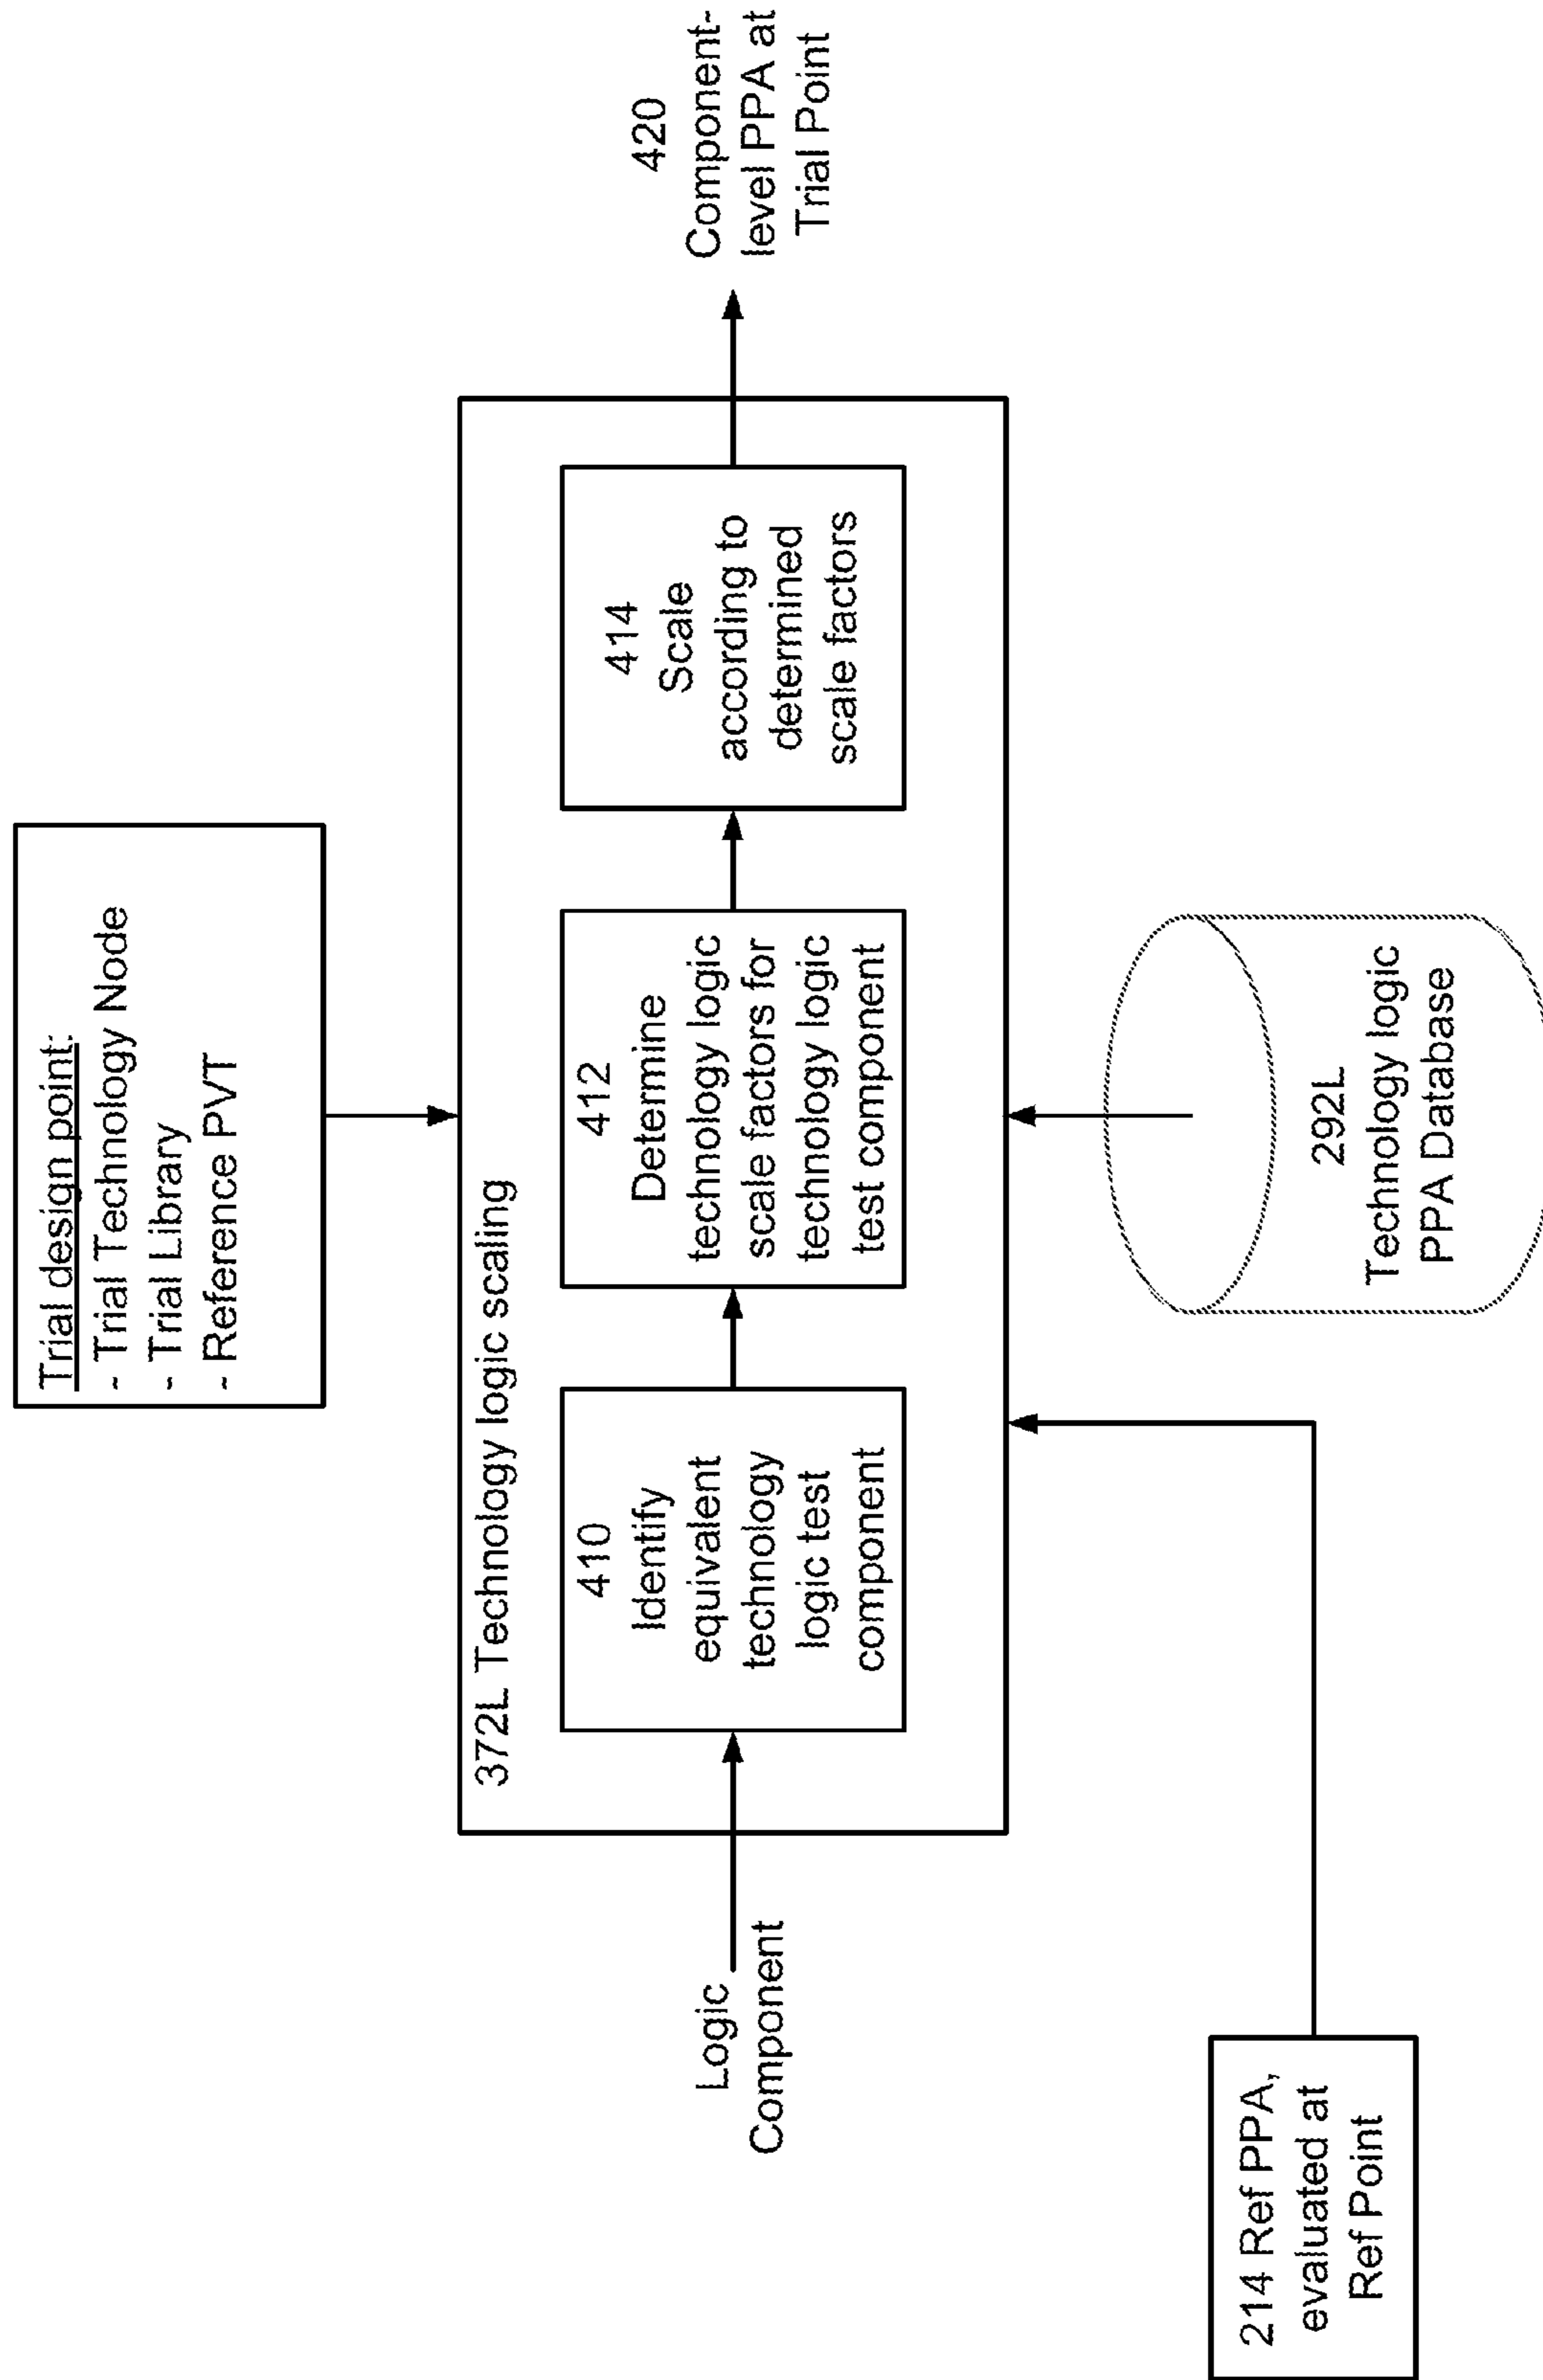 Trial design point:
- Trial Technology Node
- Trial Library
- Reference PVT
372L Technology logic scaling
Logic
Component
410
Identify
equivalent
technology
logic test
component
412
Determine
technology logic
scale factors for
technology logic
test component
414
Scale
according to
determined
scale factors
420
Component-
level PPA at
Trial Point
214 Ref PPA,
evaluated at
Ref Point
292L
Technology logic
PPA Database